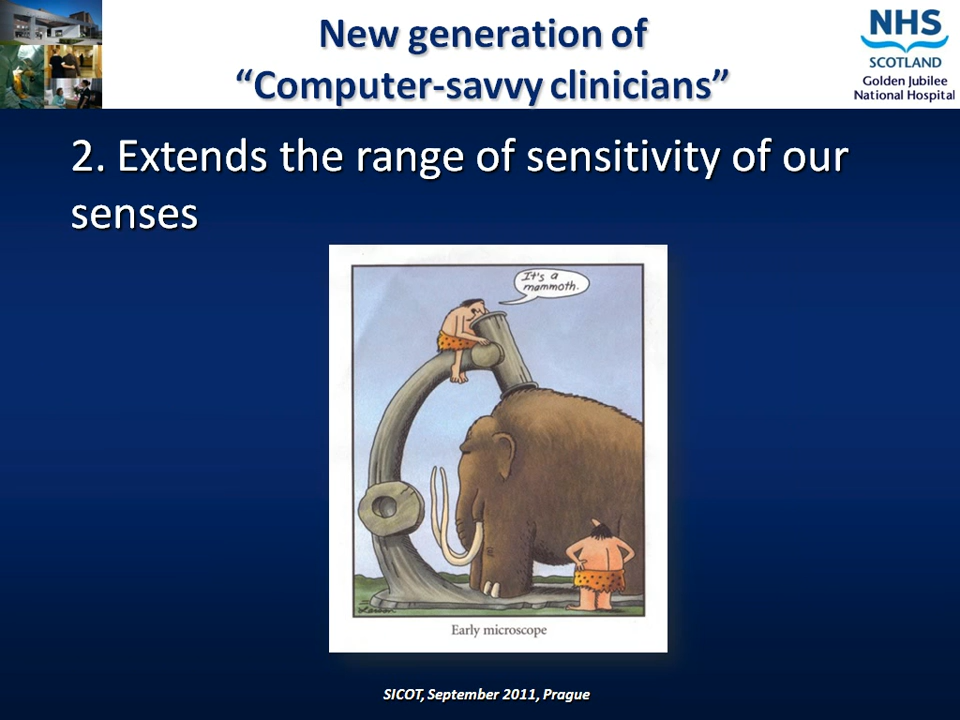 New generation of
“Computer-savvy clinicians”
NHS
SCOTLAND
Golden Jubilee
National Hospital
2. Extends the range of sensitivity of our
senses
It's a
mammoth.
Larson
Early microscope
SICOT, September 2011, Prague